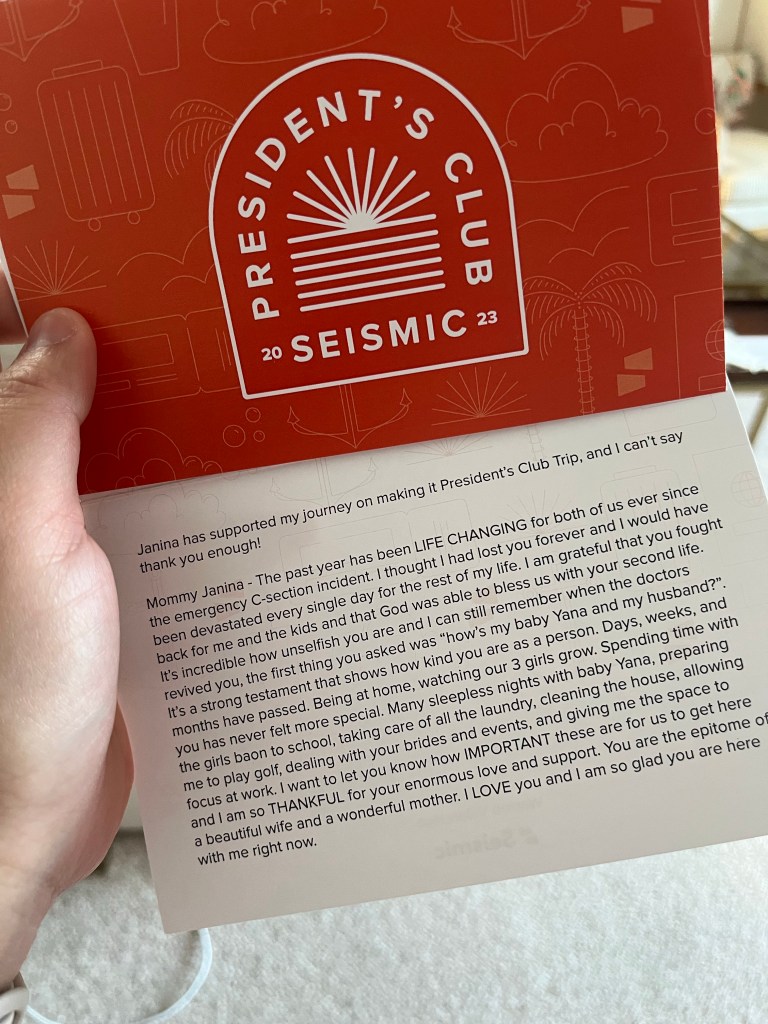 PRESIDENT'S CLUB
20 SEISMIC 23
Janina has supported my journey on making it President's Club Trip, and I can't say
thank you enough!
Mommy Janina - The past year has been LIFE CHANGING for both of us ever since
the emergency C-section incident. I thought I had lost you forever and I would have
been devastated every single day for the rest of my life. I am grateful that you fought
back for me and the kids and that God was able to bless us with your second life.
It's incredible how unselfish you are and I can still remember when the doctors
revived you, the first thing you asked was "how's my baby Yana and my husband?".
It's a strong testament that shows how kind you are as a person. Days, weeks, and
months have passed. Being at home, watching our 3 girls grow. Spending time with
you has never felt more special. Many sleepless nights with baby Yana, preparing
the girls baon to school, taking care of all the laundry, cleaning the house, allowing
me to play golf, dealing with your brides and events, and giving me the space to
focus at work. I want to let you know how IMPORTANT these are for us to get here
and I am so THANKFUL for your enormous love and support. You are the epitome of
a beautiful wife and a wonderful mother. I LOVE you and I am so glad you are here
with me right now.